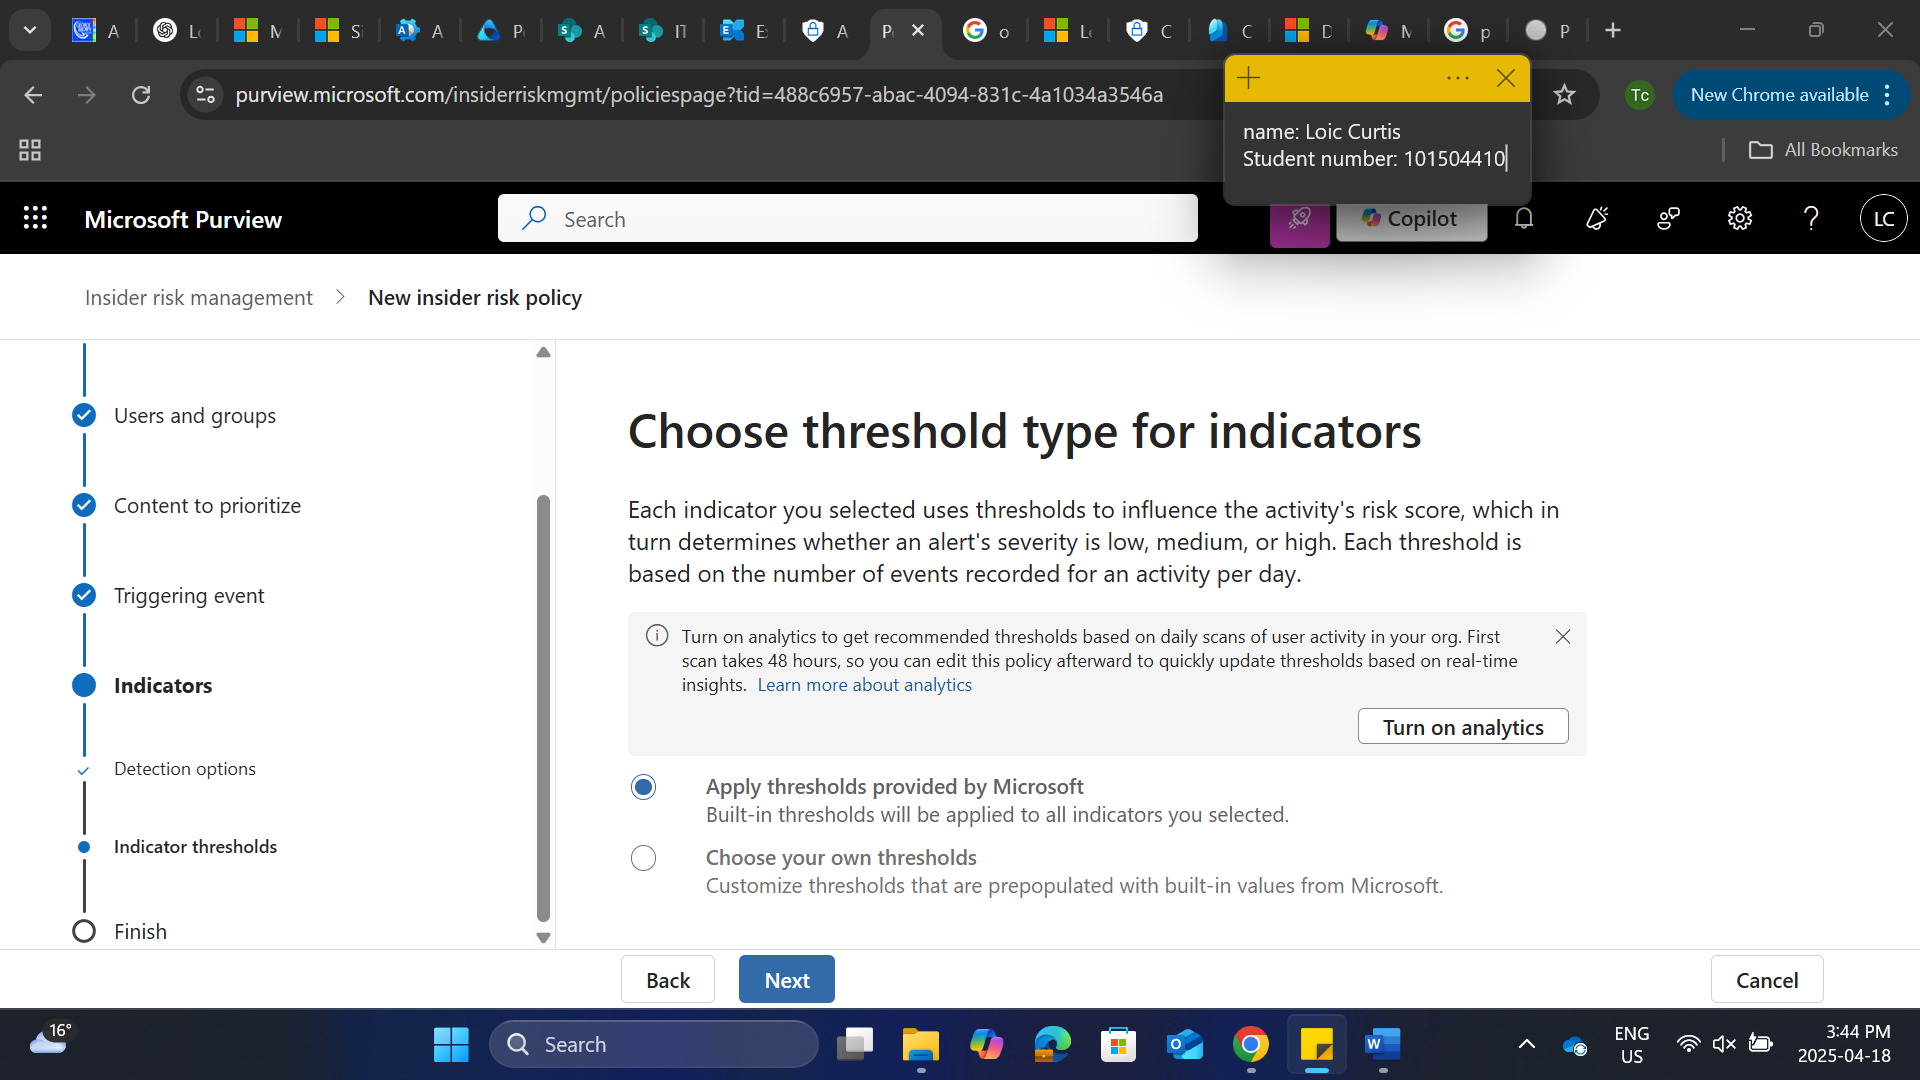 A
Lo
M
Si
A
Po
A
IT
Ex
A
Po
o
Lo
C
C
D
M
p
P
purview.microsoft.com/insiderriskmgmt/policiespage?tid=488c6957-abac-4094-831c-4a1034a3546a
Tc
New Chrome available
name: Loic Curtis
Student number: 101504410
All Bookmarks
Microsoft Purview
Search
Copilot
LC
Insider risk management
New insider risk policy
Users and groups
Content to prioritize
Triggering event
Indicators
Detection options
Indicator thresholds
Finish
Choose threshold type for indicators
Each indicator you selected uses thresholds to influence the activity's risk score, which in
turn determines whether an alert's severity is low, medium, or high. Each threshold is
based on the number of events recorded for an activity per day.
Turn on analytics to get recommended thresholds based on daily scans of user activity in your org. First
scan takes 48 hours, so you can edit this policy afterward to quickly update thresholds based on real-time
insights. Learn more about analytics
Turn on analytics
Apply thresholds provided by Microsoft
Built-in thresholds will be applied to all indicators you selected.
Choose your own thresholds
Customize thresholds that are prepopulated with built-in values from Microsoft.
Back
Next
Cancel
16°
Search
ENG
US
3:44 PM
2025-04-18